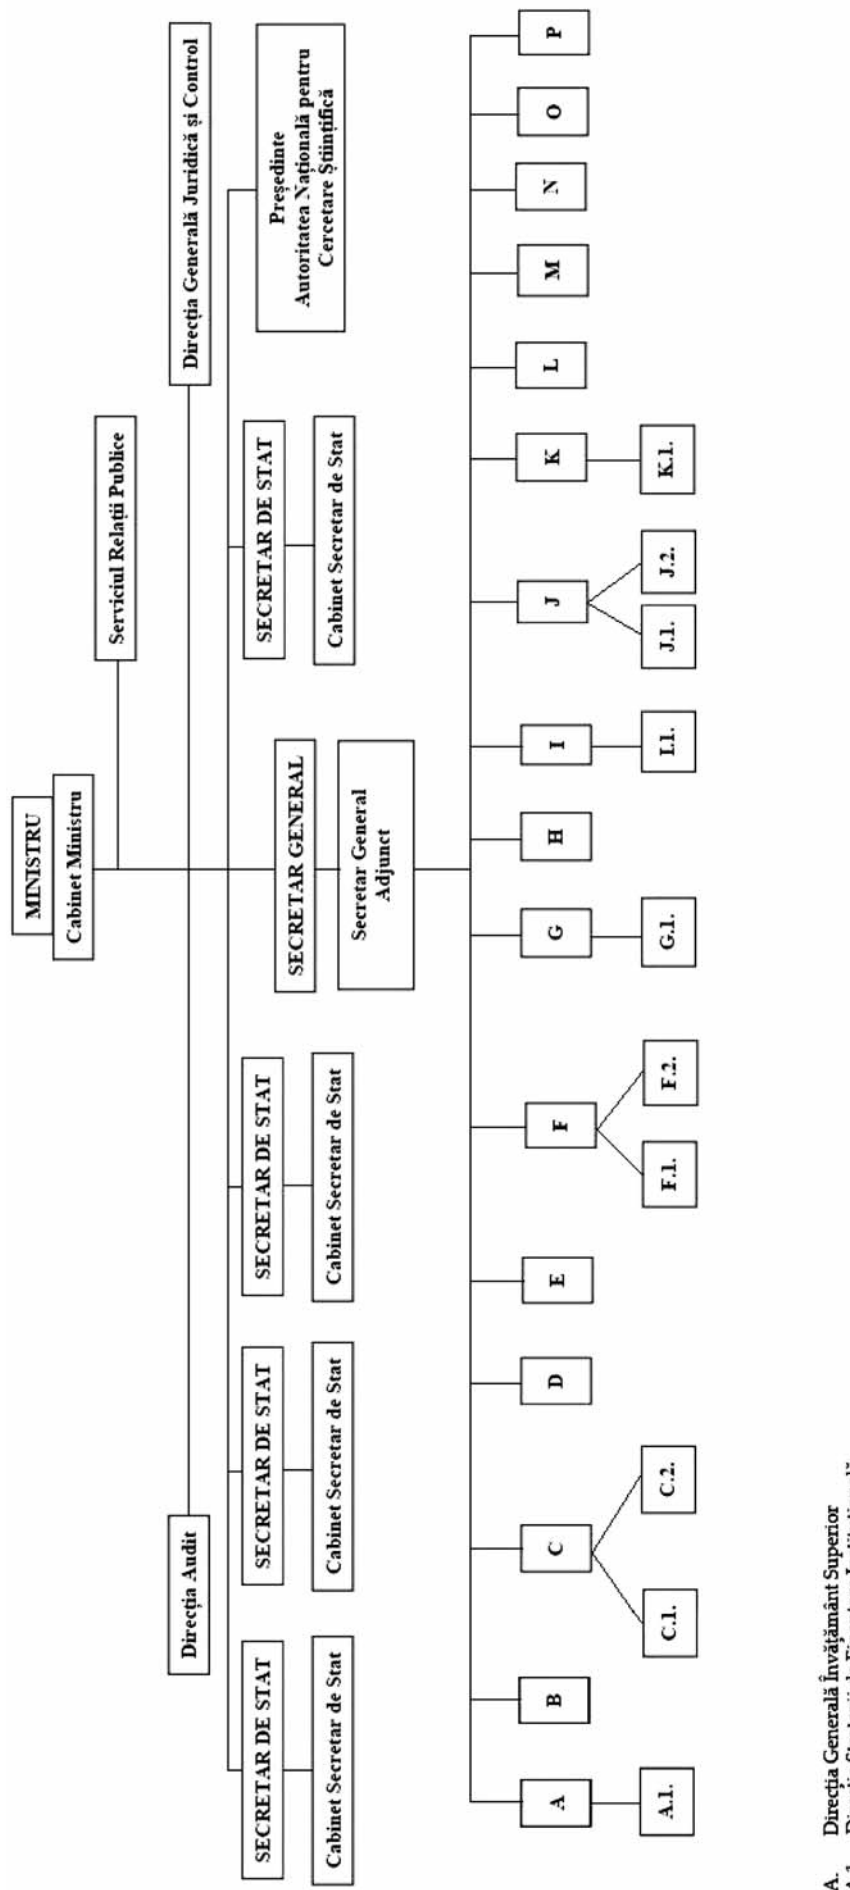 MINISTRU
Cabinet Ministru
Serviciul Relații Publice
Direcția Audit
Direcția Generală Juridică și Control
SECRETAR DE STAT
Cabinet Secretar de Stat
SECRETAR DE STAT
Cabinet Secretar de Stat
SECRETAR DE STAT
Cabinet Secretar de Stat
SECRETAR GENERAL
Secretar General
Adjunct
SECRETAR DE STAT
Cabinet Secretar de Stat
Președinte
Autoritatea Națională pentru
Cercetare Științifică
A
B
C
D
E
F
G
H
I
J
K
L
M
N
O
P
A.1.
C.1.
C.2.
F.1.
F.2.
G.1.
I.1.
J.1.
J.2.
K.1.
A. Direcția Generală Învățământ Superior